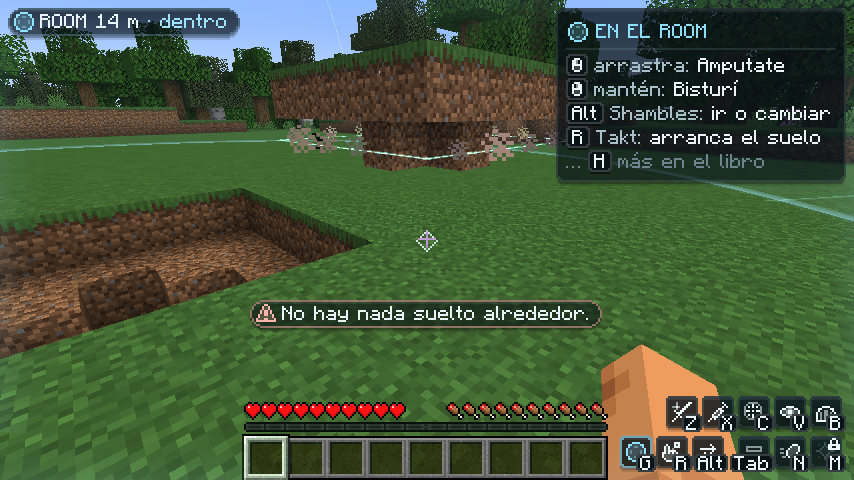 ROOM 14 m · dentro
EN EL ROOM
arrastra: Amputate
mantén: Bisturí
Alt Shambles: ir o cambiar
R Takt: arranca el suelo
... H más en el libro
No hay nada suelto alrededor.
Z X C V B
G R Alt Tab N M